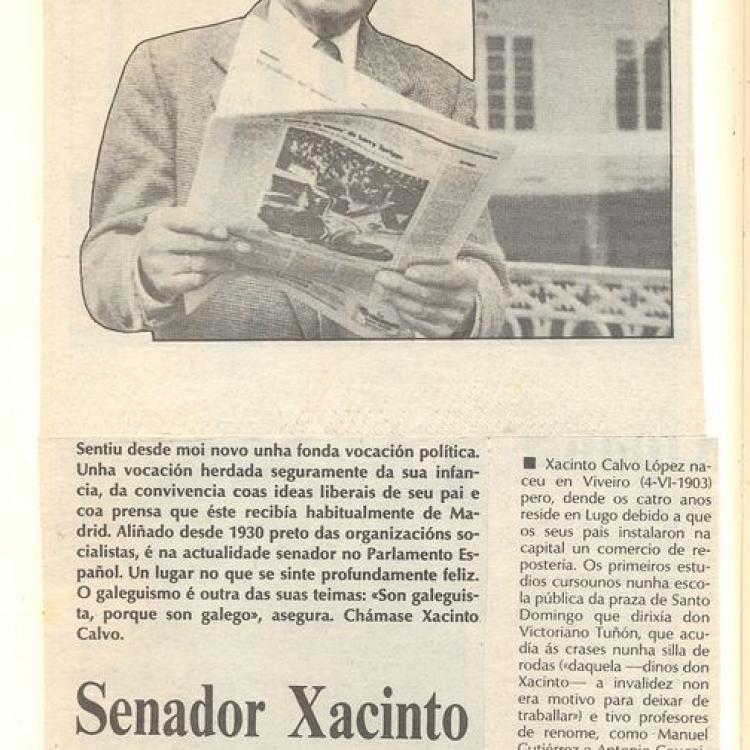 Sentiu desde moi novo unha fonda vocación política.
Unha vocación herdada seguramente da sua infan-
cia, da convivencia coas ideas liberais de seu pai e
coa prensa que éste recibía habitualmente de Ma-
drid. Aliñado desde 1930 preto das organizacións so-
cialistas, é na actualidade senador no Parlamento Es-
pañol. Un lugar no que se sinte profundamente feliz.
O galeguismo é outra das suas teimas: «Son galeguis-
ta, porque son galego», asegura. Chámase Xacinto
Calvo.
Senador Xacinto
■ Xacinto Calvo López na-
ceu en Viveiro (4-VI-1903)
pero, dende os catro anos
reside en Lugo debido a que
os seus pais instalaron na
capital un comercio de re-
postería. Os primeiros estu-
dios cursounos nunha esco-
la pública da praza de Santo
Domingo que dirixía don
Victoriano Tuñón, que acu-
día ás crases nunha silla de
rodas («daquela —dinos don
Xacinto— a invalidez non
era motivo para deixar de
traballar») e tivo profesores
de renome, como Manuel
Gutiérrez e Antonio